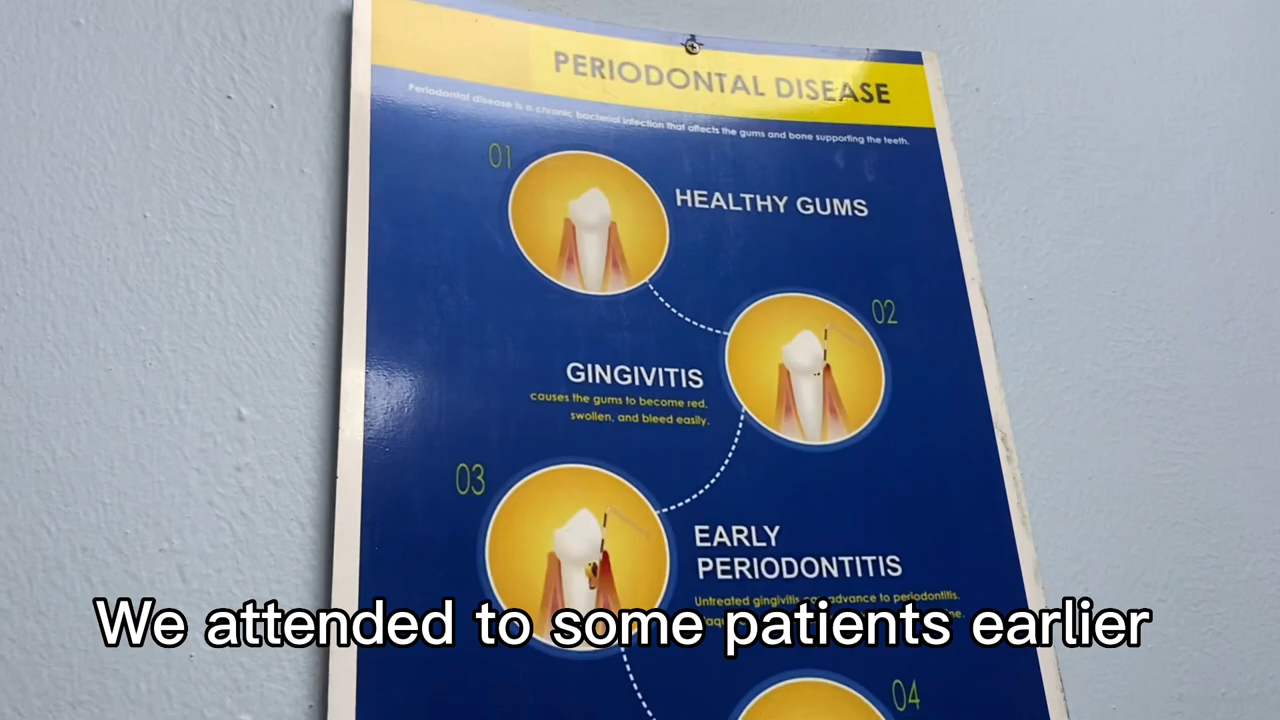 PERIODONTAL DISEASE
Periodontal disease is a chronic bacterial infection that affects the gums and bone supporting the teeth.
01
HEALTHY GUMS
02
GINGIVITIS
causes the gums to become red,
swollen, and bleed easily.
03
EARLY
PERIODONTITIS
Untreated gingivitis can advance to periodontitis.
We attended to some patients earlier
04